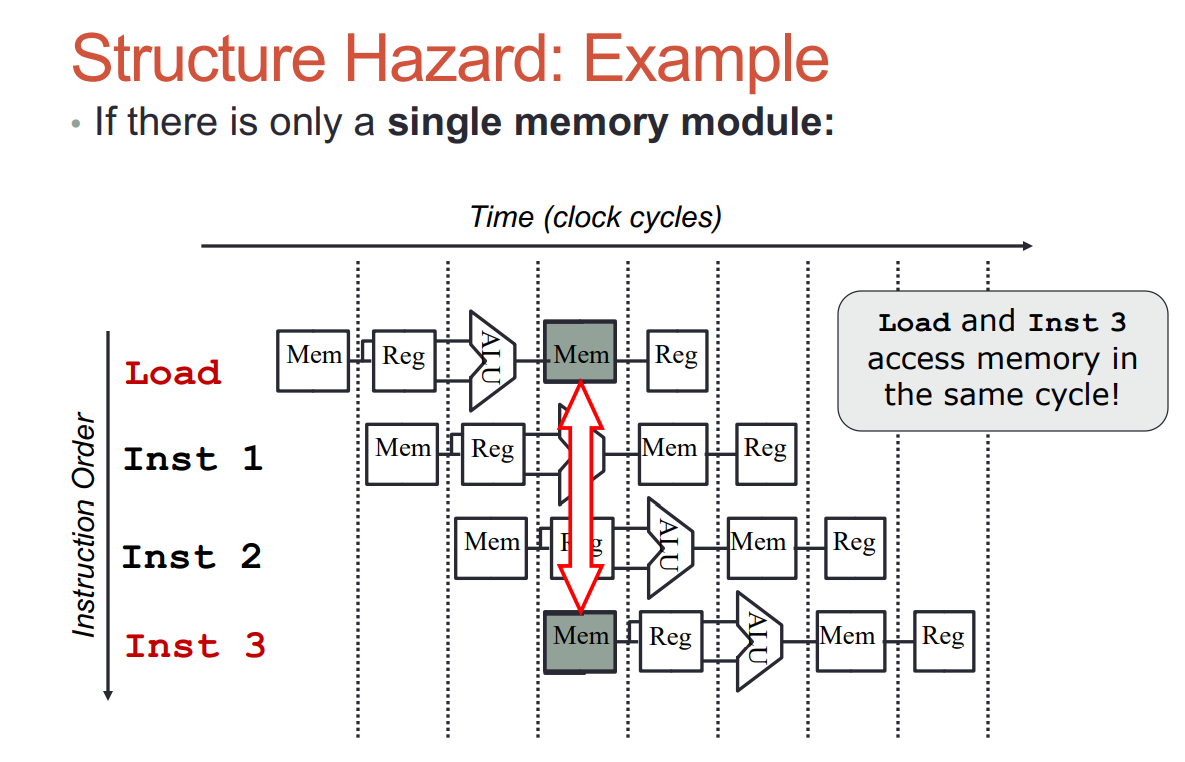 Structure Hazard: Example
• If there is only a single memory module:
Time (clock cycles)
Instruction Order
Load and Inst 3
access memory in
the same cycle!
Load
Mem Reg ALU Mem Reg
Inst 1
Mem Reg Mem Reg
Inst 2
Mem Reg ALU Mem Reg
Inst 3
Mem Reg ALU Mem Reg